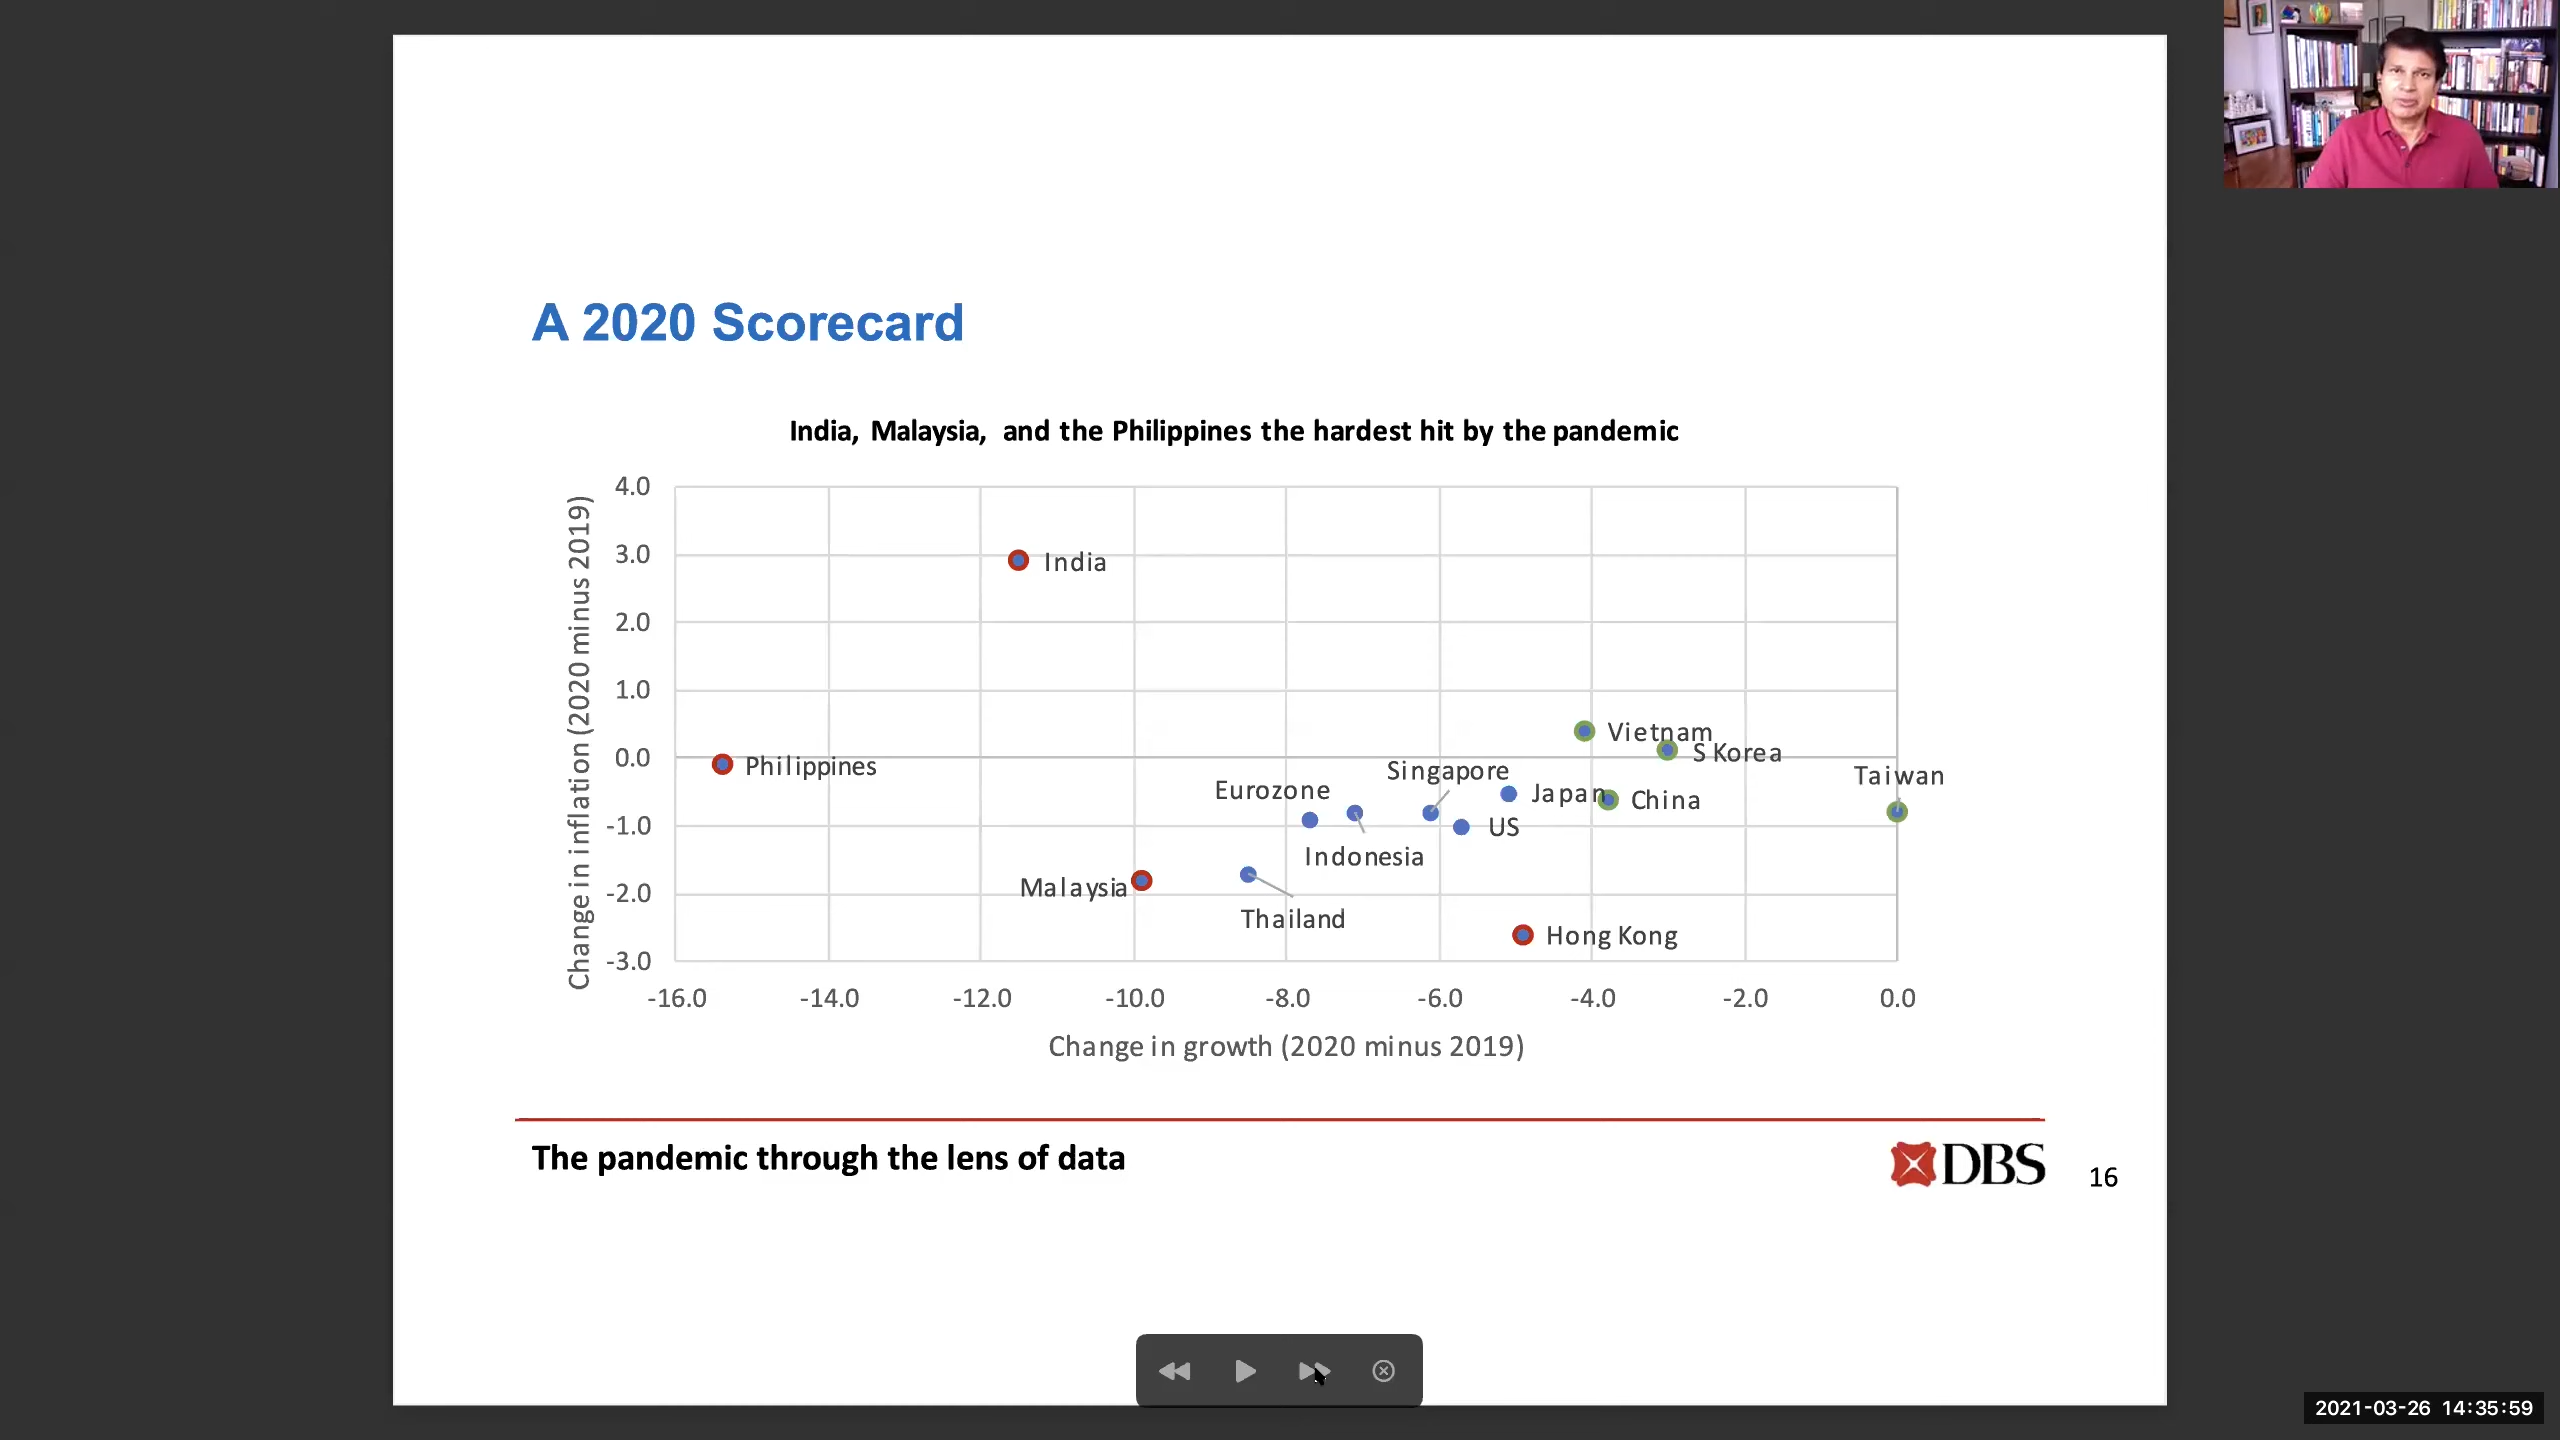 A 2020 Scorecard
India, Malaysia, and the Philippines the hardest hit by the pandemic
Change in inflation (2020 minus 2019)
4.0
3.0
2.0
1.0
0.0
-1.0
-2.0
-3.0
India
Philippines
Vietnam
S Korea
Singapore
Taiwan
Eurozone
Japan
China
US
Indonesia
Malaysia
Thailand
Hong Kong
-16.0 -14.0 -12.0 -10.0 -8.0 -6.0 -4.0 -2.0 0.0
Change in growth (2020 minus 2019)
The pandemic through the lens of data
DBS
16
2021-03-26 14:35:59